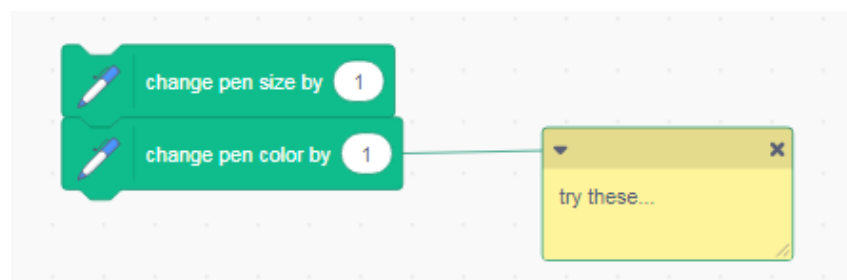 change pen size by 1
change pen color by 1
try these...